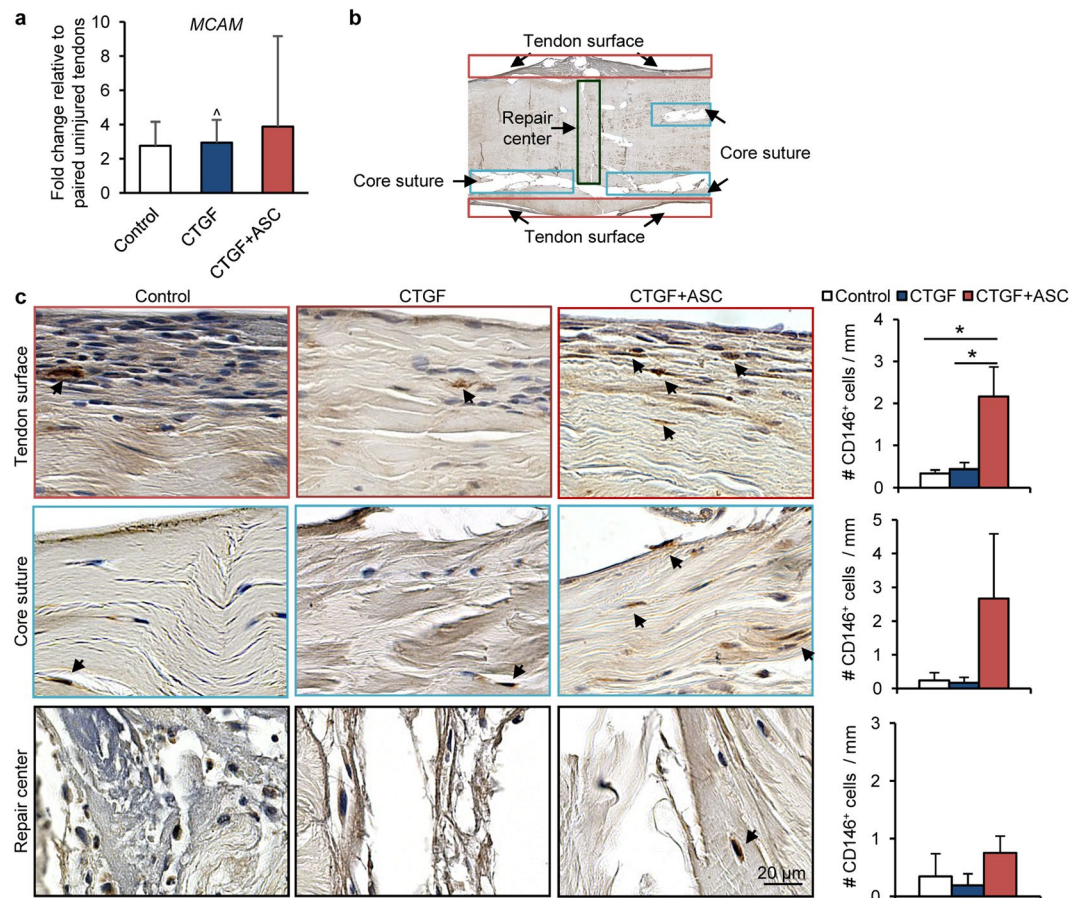 a
MCAM
Fold change relative to
paired uninjured tendons
10
8
6
4
2
0
^
Control
CTGF
CTGF+ASC
b
Tendon surface
Repair
center
Core suture
Core suture
Tendon surface
c
Control
CTGF
CTGF+ASC
Tendon surface
Core suture
Repair center
20 µm
Control CTGF CTGF+ASC
# CD146+ cells / mm
4
3
2
1
0
*
*
# CD146+ cells / mm
5
4
3
2
1
0
# CD146+ cells / mm
3
2
1
0